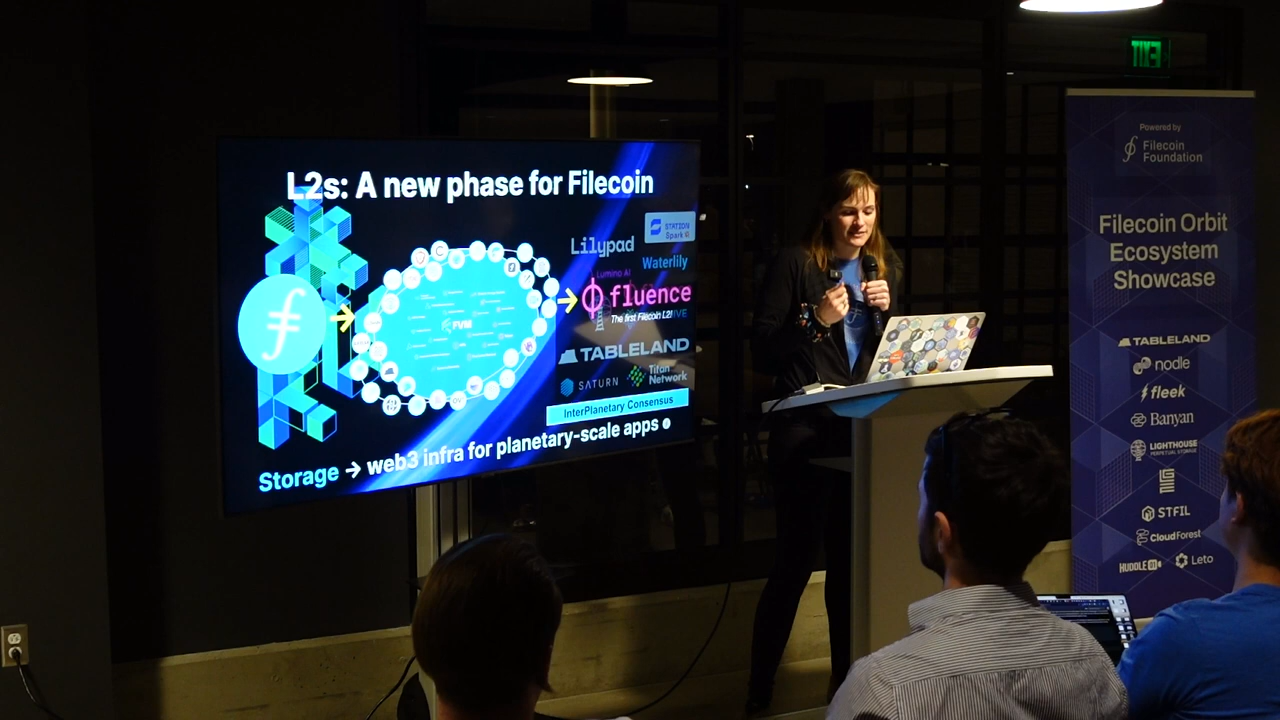 EXIT
L2s: A new phase for Filecoin
STATION
Spark
Lilypad
Waterlily
Lumino AI
fluence
The first Filecoin L2!
FVM
TABLELAND
SATURN
Titan
Network
InterPlanetary Consensus
Storage → web3 infra for planetary-scale apps
Powered by
Filecoin
Foundation
Filecoin Orbit
Ecosystem
Showcase
TABLELAND
nodle
fleek
Banyan
LIGHTHOUSE
PERPETUAL STORAGE
STFIL
CloudForest
HUDDLE 01
Leto